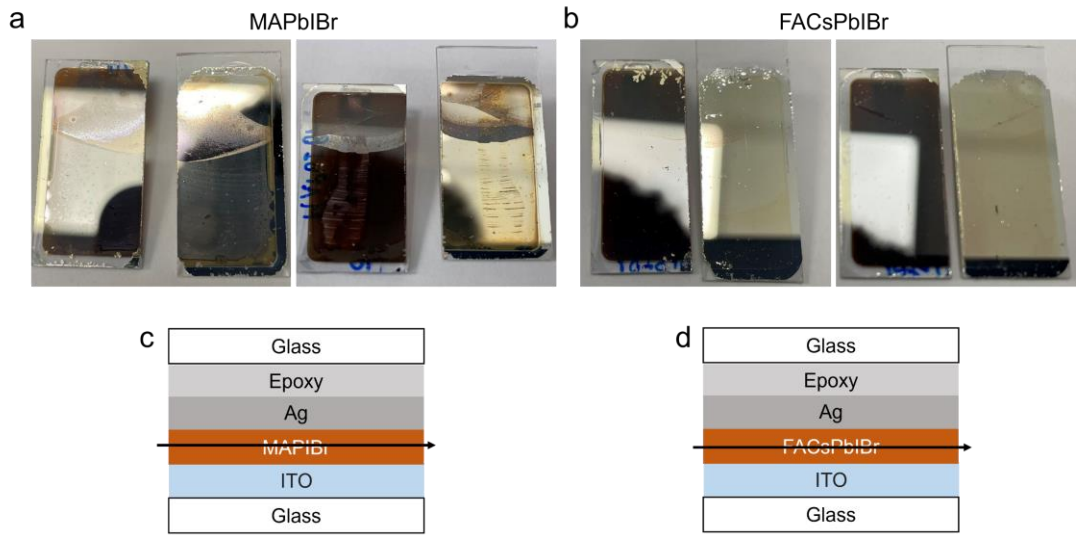 a
MAPbIBr
b
FACsPbIBr
c
Glass
Epoxy
Ag
MAPIBr
ITO
Glass
d
Glass
Epoxy
Ag
FACsPbIBr
ITO
Glass